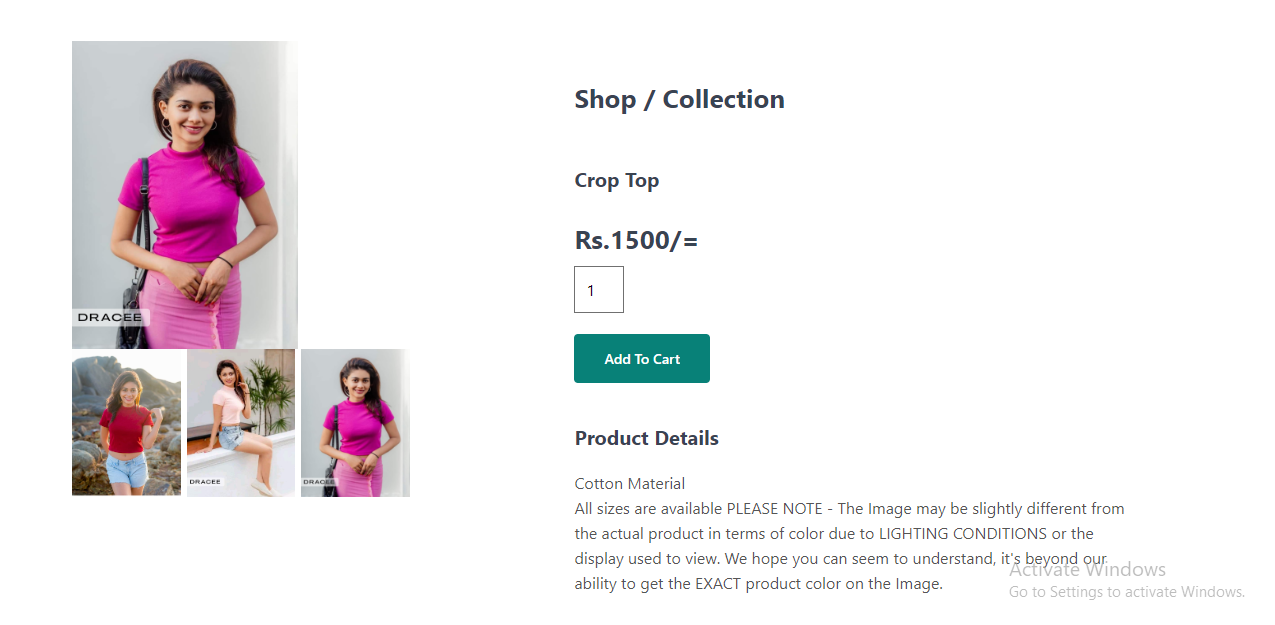 Shop / Collection
Crop Top
Rs.1500/=
1
Add To Cart
Product Details
Cotton Material
All sizes are available PLEASE NOTE - The Image may be slightly different from
the actual product in terms of color due to LIGHTING CONDITIONS or the
display used to view. We hope you can seem to understand, it's beyond our
ability to get the EXACT product color on the Image.
DRACEE
DRACEE
DRACEE
Activate Windows
Go to Settings to activate Windows.